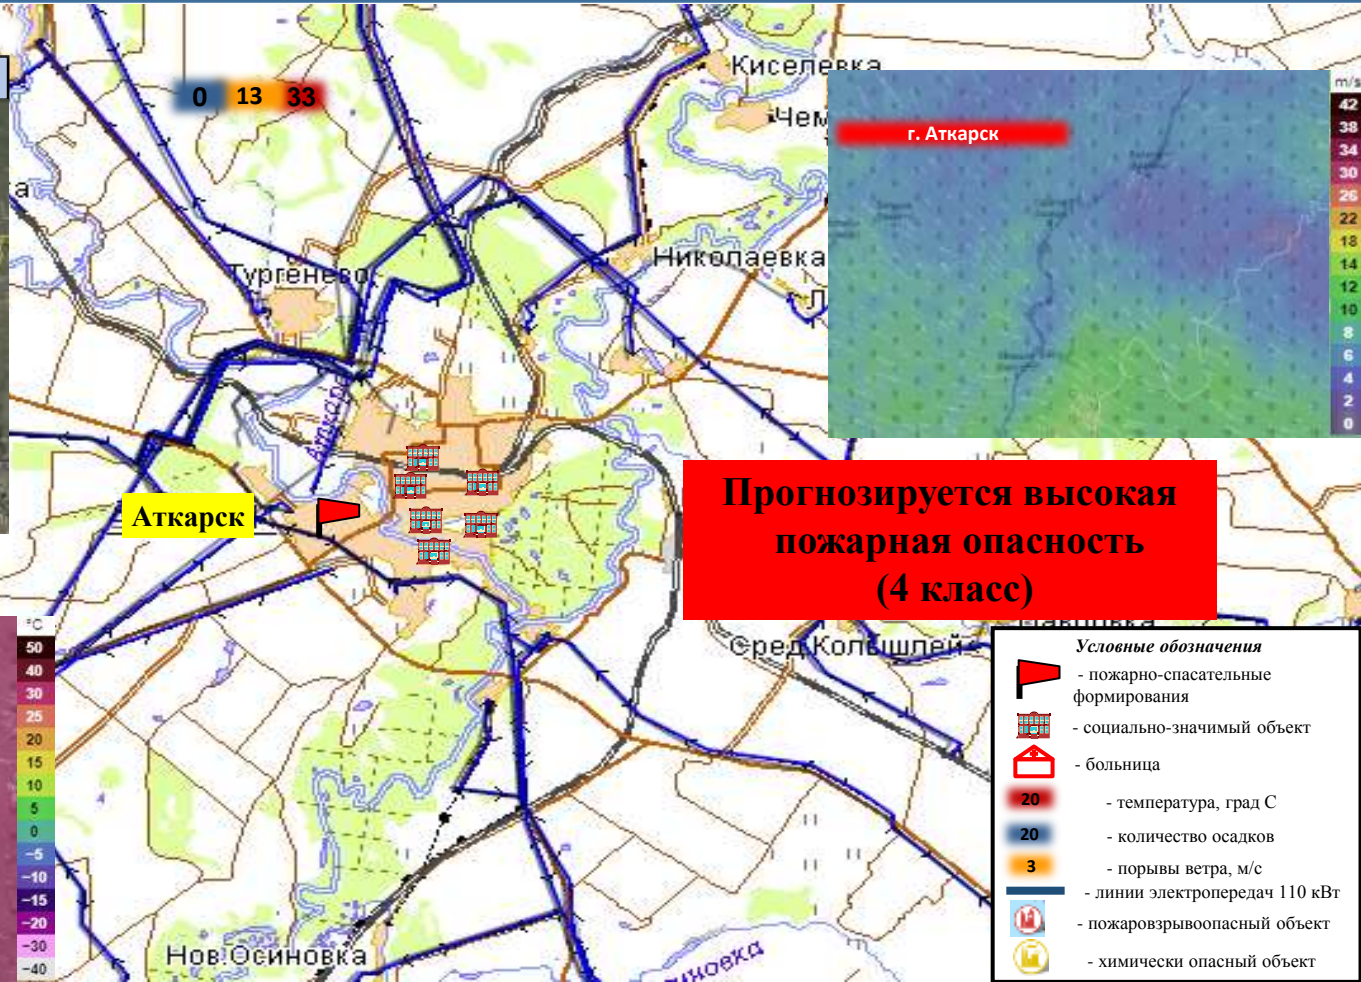 Киселевка
m/s
0 13 33
42
г. Аткарск
38
34
30
26
22
18
14
12
10
8
6
4
2
0
Чем
а
Николаевка
Тургенево
Л
Аткара
Аткарск
Прогнозируется высокая
пожарная опасность
(4 класс)
Сред.Колышлей
°C
50
40
30
25
20
15
10
5
0
−5
−10
−15
−20
−30
−40
Нов.Осиновка
иновка
Условные обозначения
- пожарно-спасательные
формирования
- социально-значимый объект
- больница
20 - температура, град С
20 - количество осадков
3 - порывы ветра, м/с
- линии электропередач 110 кВт
- пожаровзрывоопасный объект
- химически опасный объект